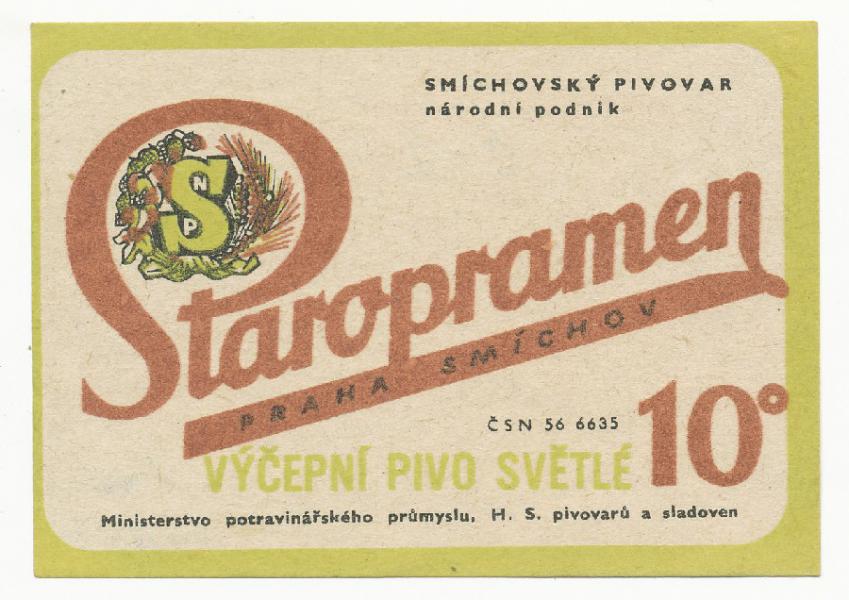 SMÍCHOVSKÝ PIVOVAR
národní podnik
S
N
P
Staropramen
PRAHA SMÍCHOV
ČSN 56 6635
10°
VÝČEPNÍ PIVO SVĚTLÉ
Ministerstvo potravinářského průmyslu, H. S. pivovarů a sladoven